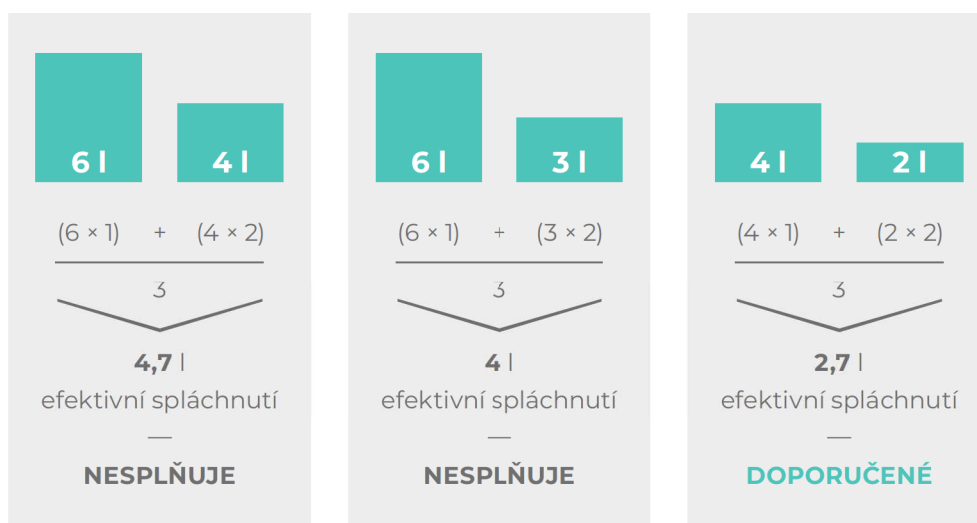 6 l 4 l
(6 × 1) + (4 × 2)
3
4,7 l
efektivní spláchnutí
—
NESPLŇUJE
6 l 3 l
(6 × 1) + (3 × 2)
3
4 l
efektivní spláchnutí
—
NESPLŇUJE
4 l 2 l
(4 × 1) + (2 × 2)
3
2,7 l
efektivní spláchnutí
—
DOPORUČENÉ